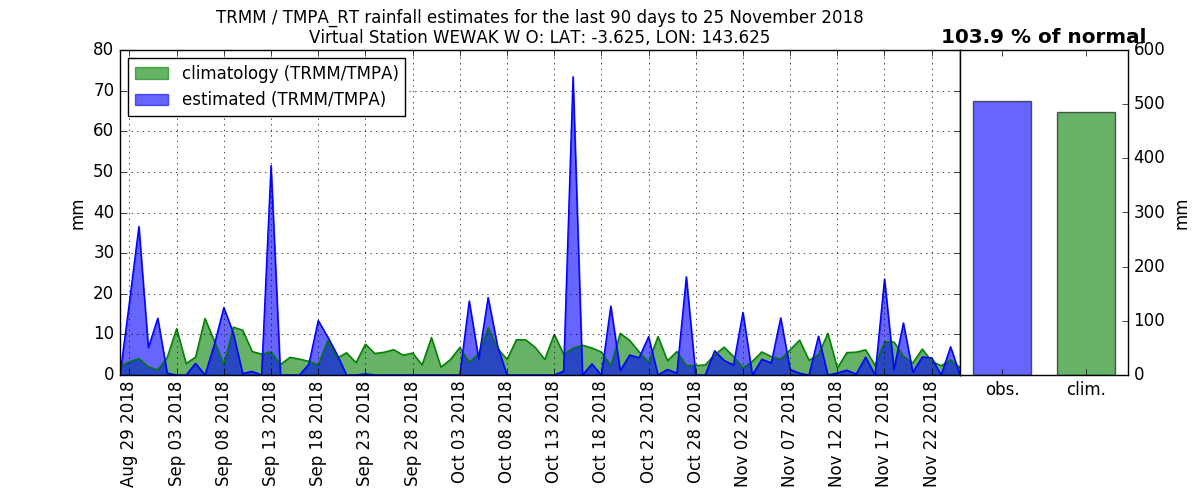 TRMM / TMPA_RT rainfall estimates for the last 90 days to 25 November 2018
Virtual Station WEWAK W O: LAT: -3.625, LON: 143.625
103.9 % of normal
climatology (TRMM/TMPA)
estimated (TRMM/TMPA)
80
70
60
50
40
30
20
10
0
mm
600
500
400
300
200
100
0
mm
Aug 29 2018
Sep 03 2018
Sep 08 2018
Sep 13 2018
Sep 18 2018
Sep 23 2018
Sep 28 2018
Oct 03 2018
Oct 08 2018
Oct 13 2018
Oct 18 2018
Oct 23 2018
Oct 28 2018
Nov 02 2018
Nov 07 2018
Nov 12 2018
Nov 17 2018
Nov 22 2018
obs.
clim.